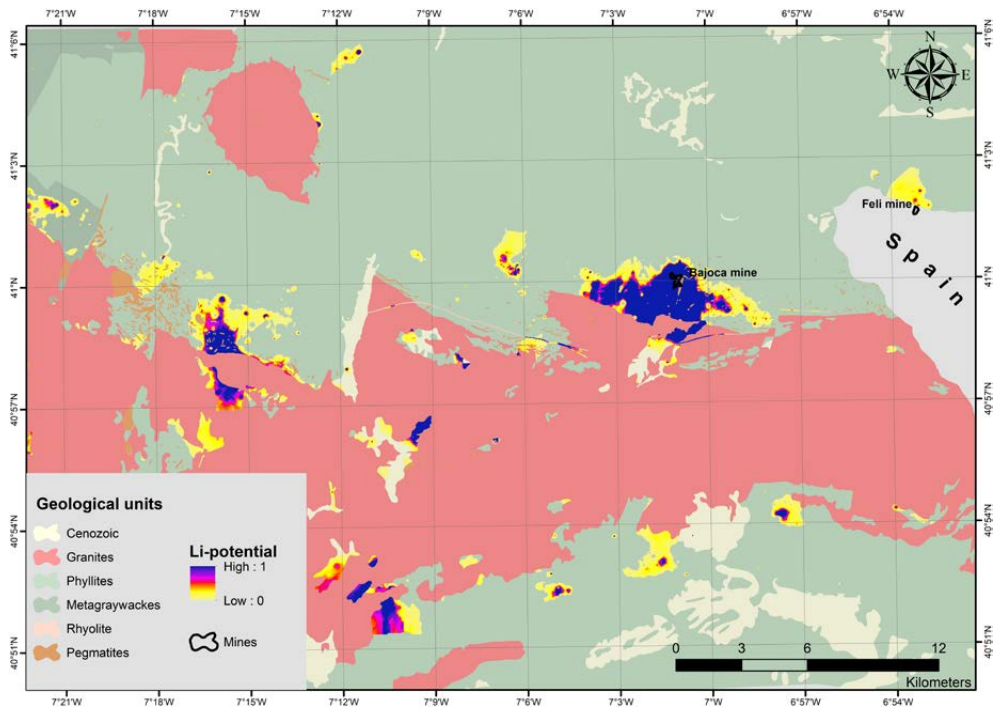 7°21'W 7°18'W 7°15'W 7°12'W 7°9'W 7°6'W 7°3'W 7°W 6°57'W 6°54'W
41°6'N 41°6'N
N
W E
S
41°3'N 41°3'N
Feli mine
Spain
Bajoca mine
41°N 41°N
40°57'N 40°57'N
Geological units
Cenozoic
Granites
Phyllites
Metagraywackes
Rhyolite
Pegmatites
Li-potential
High : 1
Low : 0
Mines
40°54'N 40°54'N
40°51'N 40°51'N
0 3 6 12
Kilometers
7°21'W 7°18'W 7°15'W 7°12'W 7°9'W 7°6'W 7°3'W 7°W 6°57'W 6°54'W